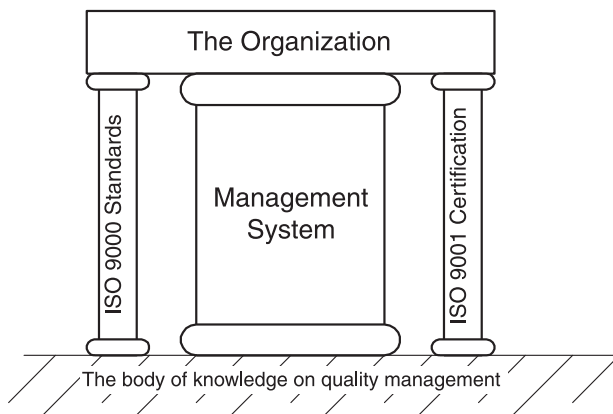 The Organization
ISO 9000 Standards
Management
System
ISO 9001 Certification
The body of knowledge on quality management